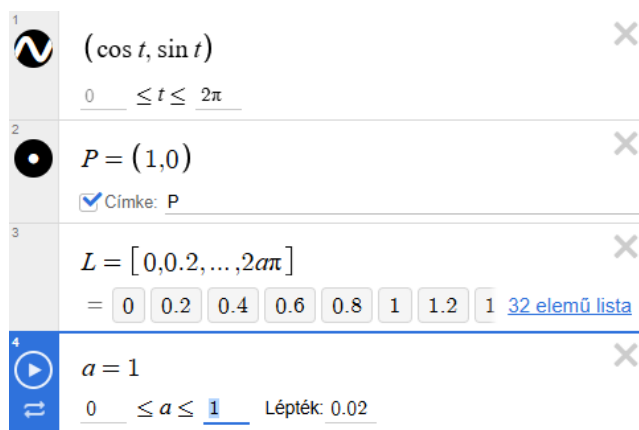 1
(cos t, sin t)
0 ≤ t ≤ 2π
2
P = (1,0)
Címke: P
3
L = [0,0.2,...,2aπ]
= 0 0.2 0.4 0.6 0.8 1 1.2 1 32 elemű lista
4
a = 1
0 ≤ a ≤ 1 Lépték: 0.02